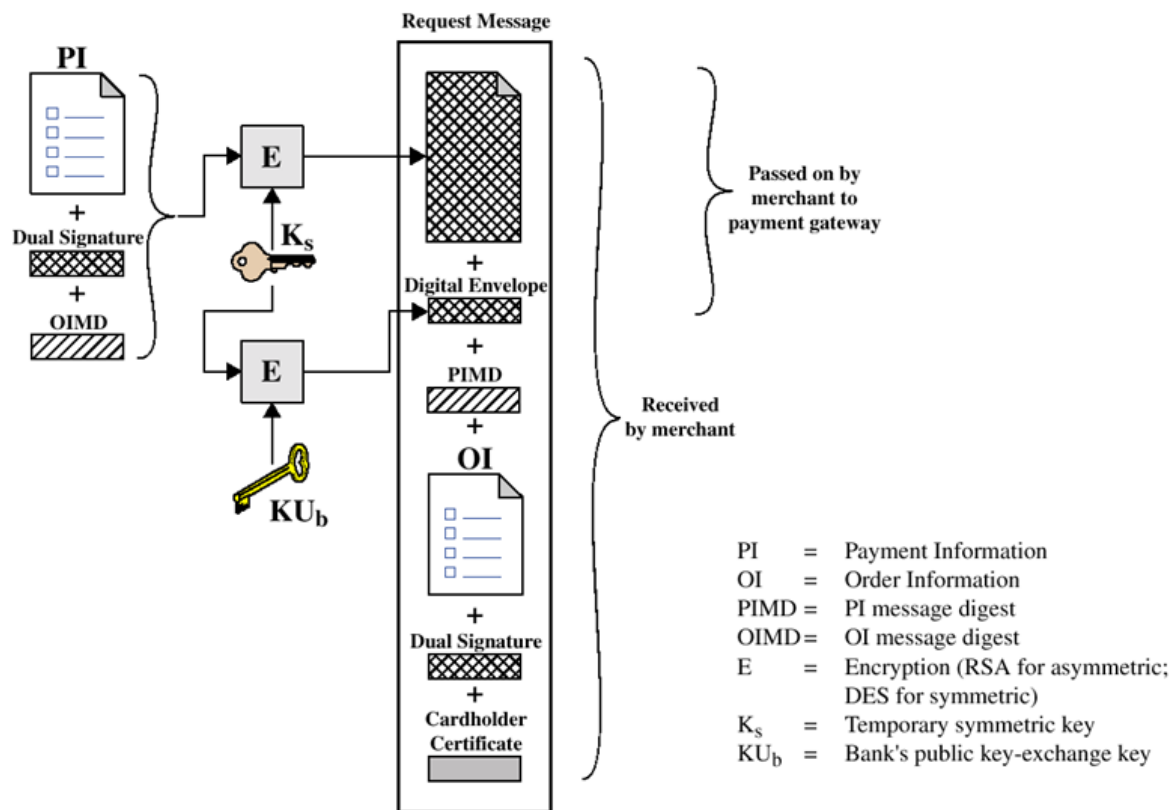 Request Message
PI
+
Dual Signature
+
OIMD
E
Ks
E
KUb
+
Digital Envelope
+
PIMD
+
OI
+
Dual Signature
+
Cardholder
Certificate
Passed on by
merchant to
payment gateway
Received
by merchant
PI = Payment Information
OI = Order Information
PIMD = PI message digest
OIMD = OI message digest
E = Encryption (RSA for asymmetric;
DES for symmetric)
Ks = Temporary symmetric key
KUb = Bank's public key-exchange key